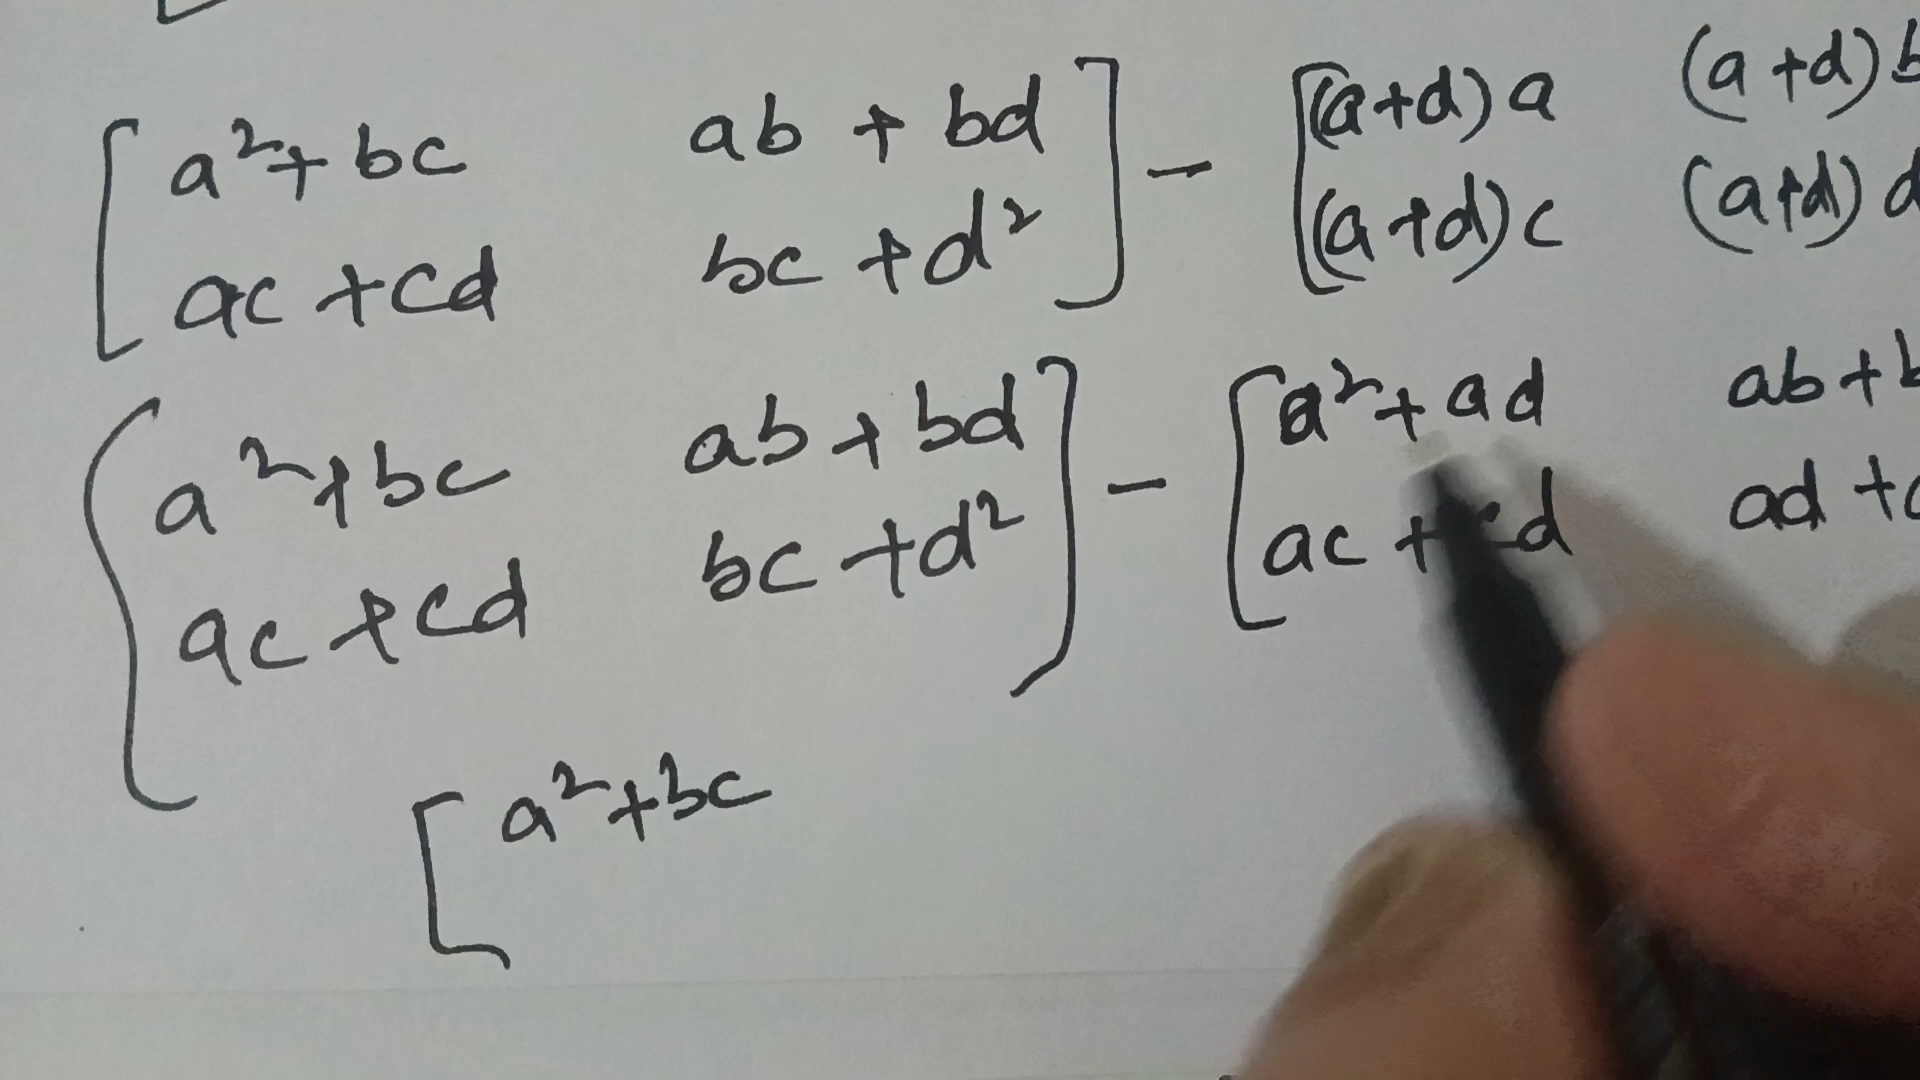 [ a²+ bc ab + bd ] - [ (a+d) a (a+d) b
ac +cd bc +d² (a+d) c (a+d) d
[ a²+bc ab+bd ] - [ a²+ ad ab+b
ac +cd bc +d² ac +cd ad +
[ a²+bc